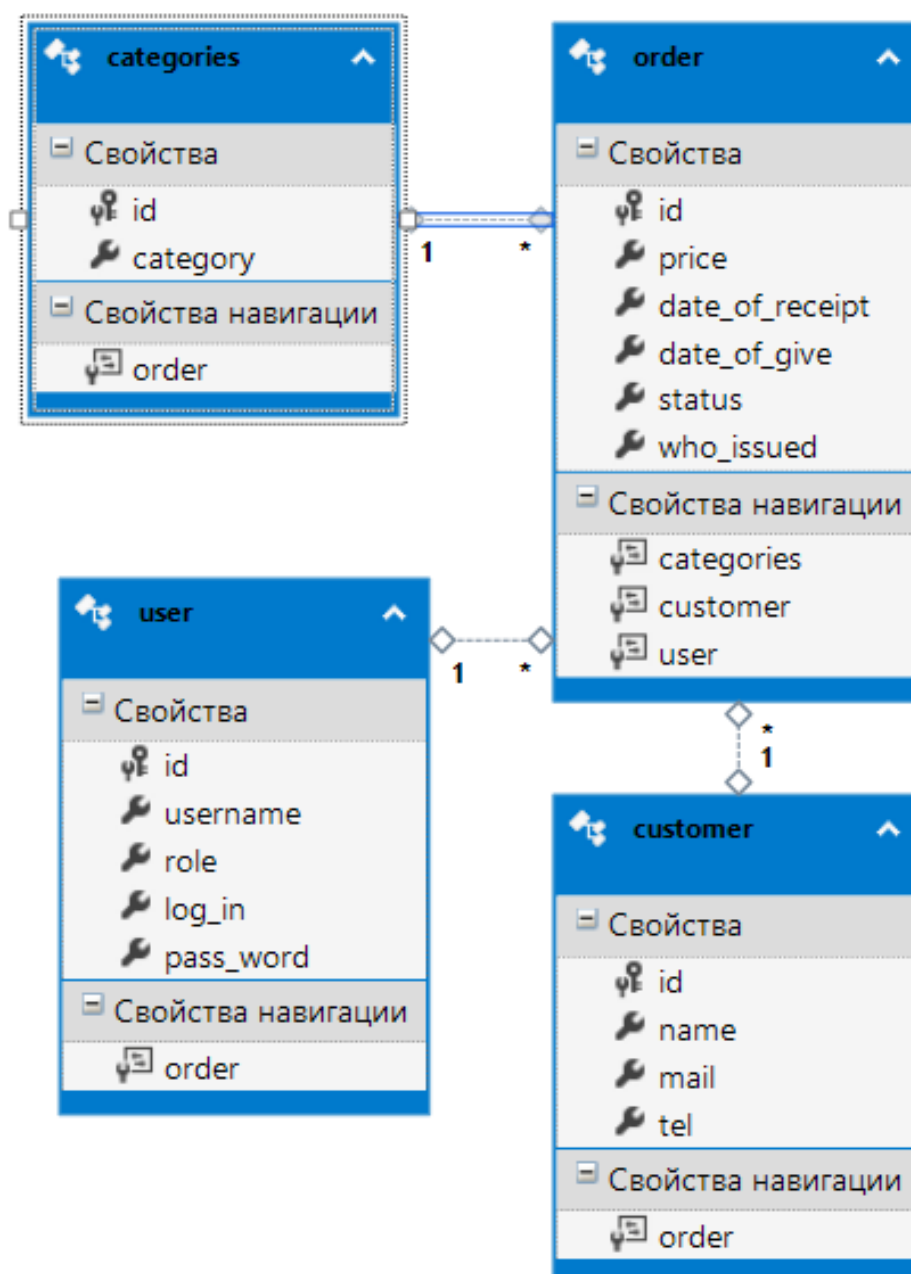 categories
Свойства
id
category
Свойства навигации
order
1
*
order
Свойства
id
price
date_of_receipt
date_of_give
status
who_issued
Свойства навигации
categories
customer
user
user
Свойства
id
username
role
log_in
pass_word
Свойства навигации
order
1
*
*
1
customer
Свойства
id
name
mail
tel
Свойства навигации
order